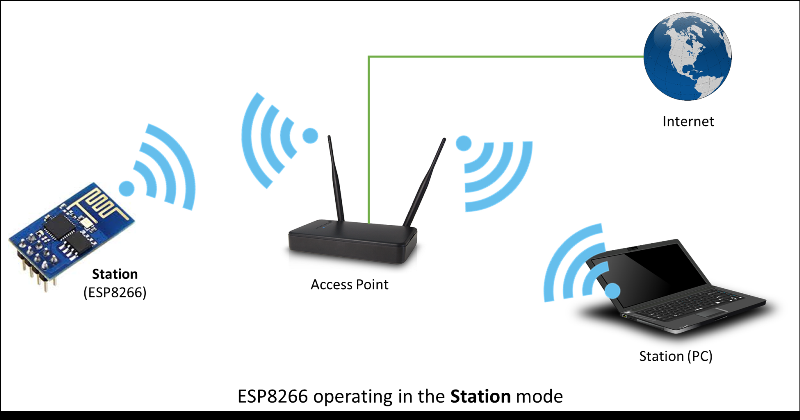 Internet
Station
(ESP8266)
Access Point
Station (PC)
ESP8266 operating in the Station mode